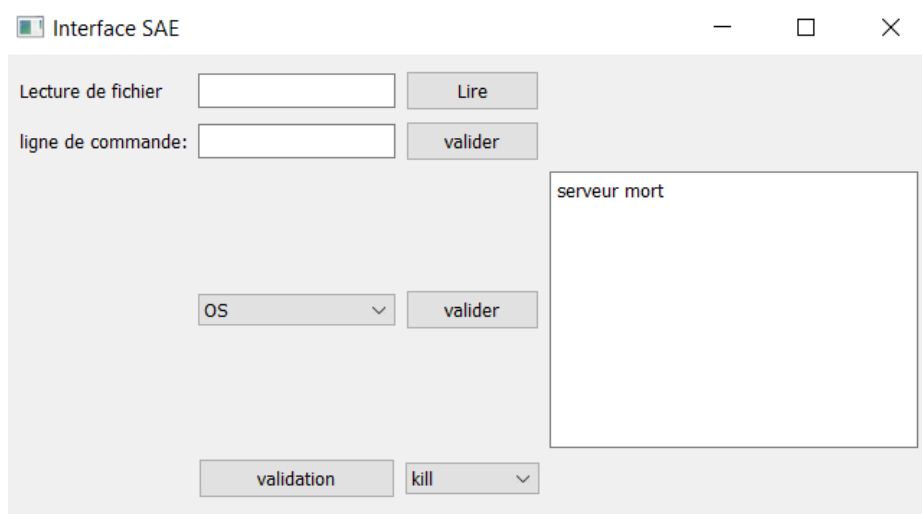 Interface SAE
Lecture de fichier
Lire
ligne de commande:
valider
serveur mort
OS
valider
validation
kill